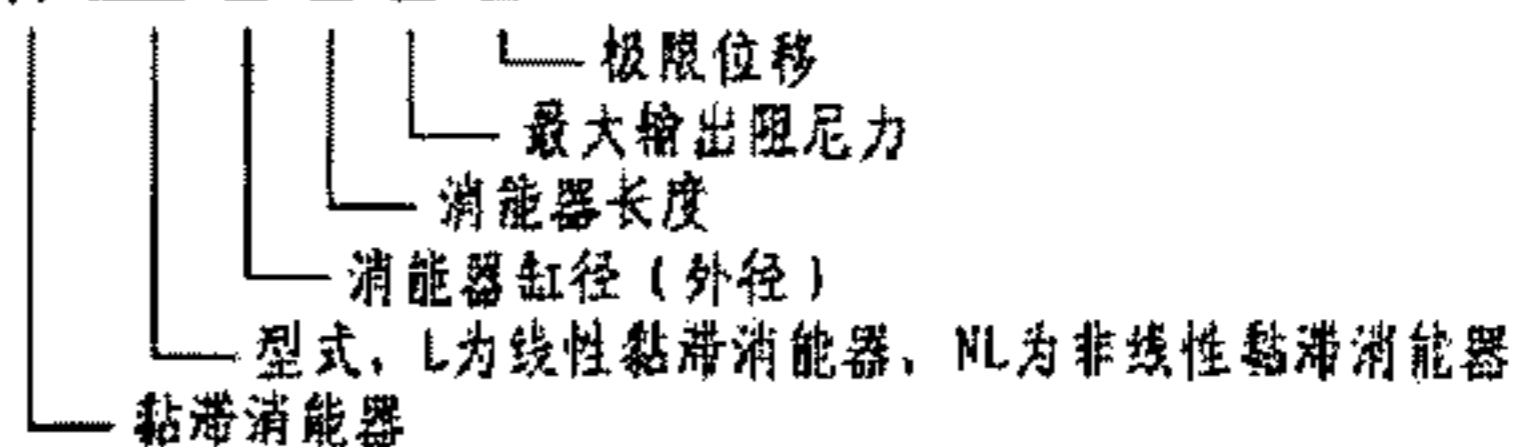 极限位移
最大输出阻尼力
消能器长度
消能器缸径（外径）
型式，L为线性黏滞消能器，NL为非线性黏滞消能器
黏滞消能器